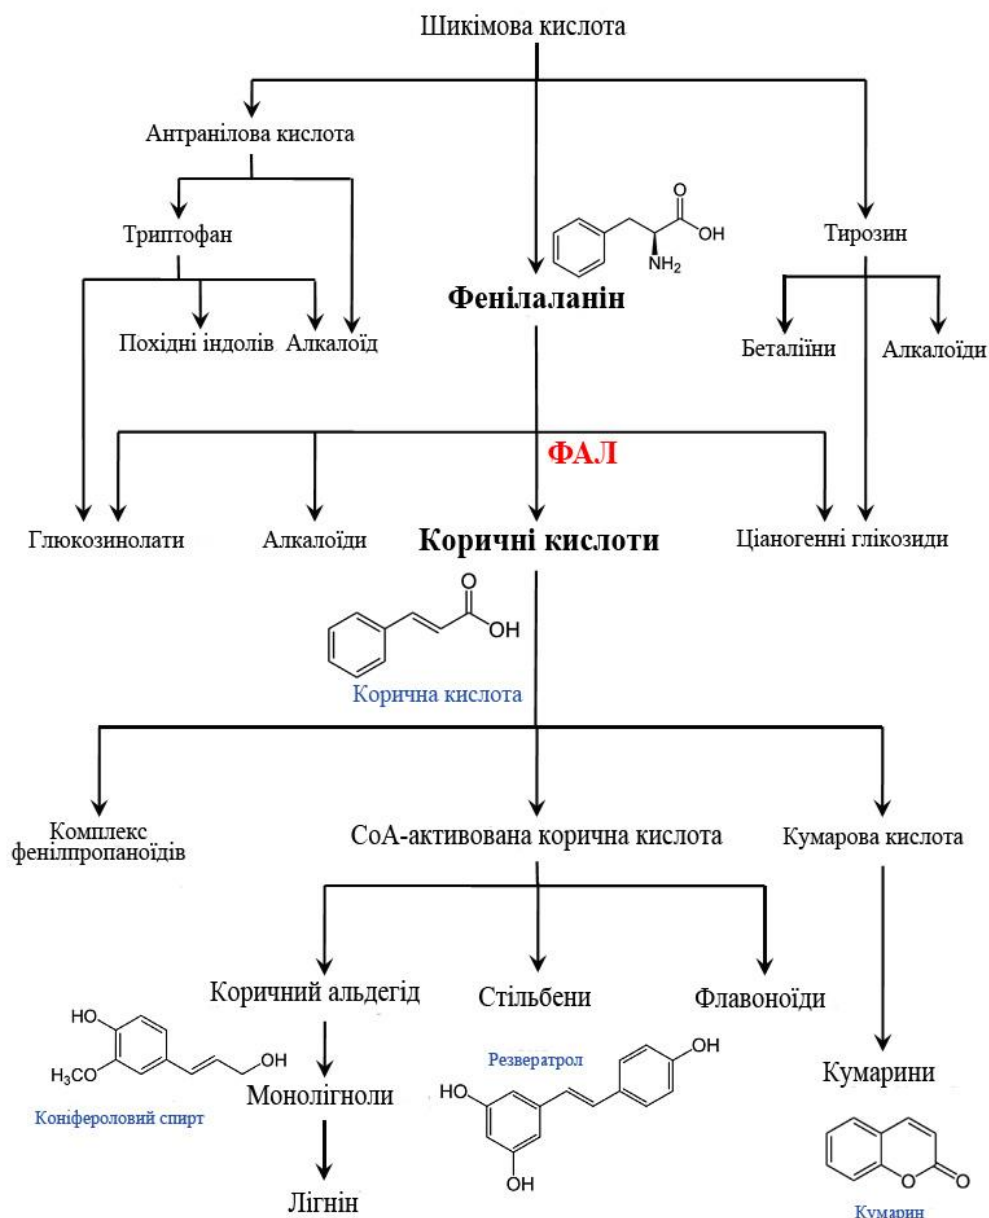 Шикімова кислота
Антранілова кислота
Триптофан
O
OH
NH2
Тирозин
Фенілаланін
Похідні індолів
Алкалоїд
Беталіїни
Алкалоїди
ФАЛ
Глюкозинолати
Алкалоїди
Коричні кислоти
Ціаногенні глікозиди
O
OH
Корична кислота
Комплекс
фенілпропаноїдів
СоА-активована корична кислота
Кумарова кислота
Коричний альдегід
Стільбени
Флавоноїди
HO
H3CO
OH
Коніфероловий спирт
Монолігноли
Резвератрол
OH
HO
OH
Кумарини
Лігнін
O
O
Кумарин